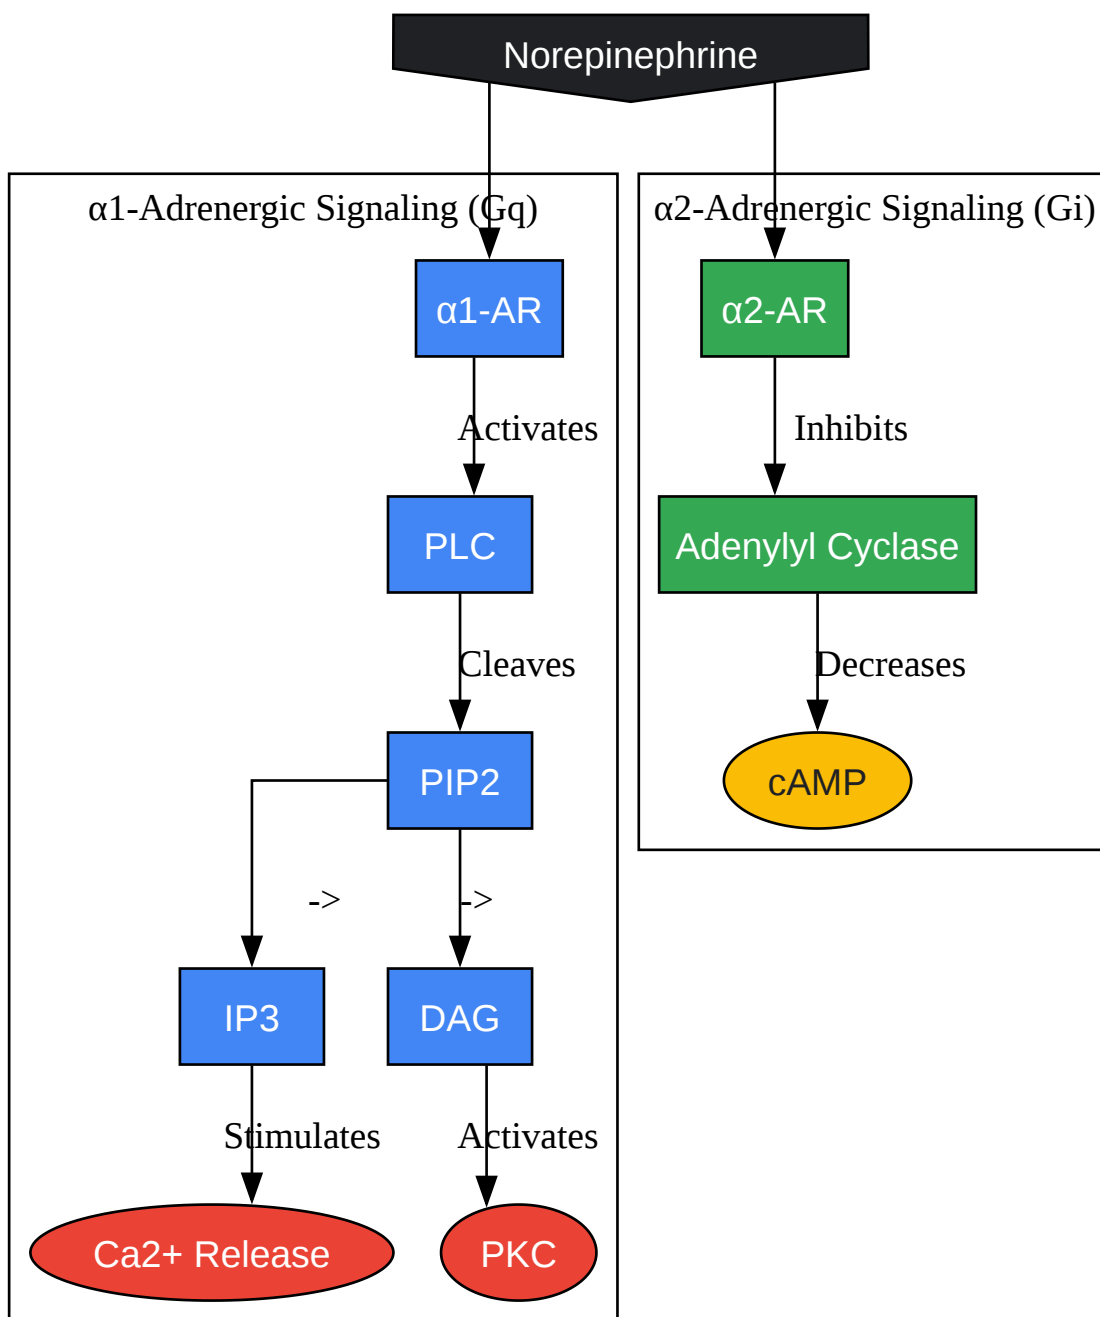 Norepinephrine
α1-Adrenergic Signaling (Gq)
α2-Adrenergic Signaling (Gi)
α1-AR
α2-AR
Activates
Inhibits
PLC
Adenylyl Cyclase
Cleaves
Decreases
PIP2
cAMP
->
->
IP3
DAG
Stimulates
Activates
Ca2+ Release
PKC